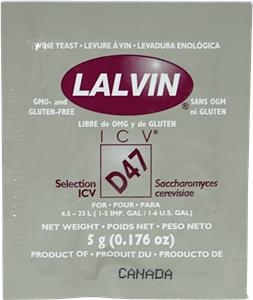 WINE YEAST • LEVURE À VIN • LEVADURA ENOLÓGICA
LALVIN®
GMO- and
GLUTEN-FREE
SANS OGM
ni GLUTEN
LIBRE de OMG y de GLUTEN
ICV®
D47
Selection
ICV
Saccharomyces
cerevisiae
FOR • POUR • PARA
4.5 – 23 L ( 1-5 IMP. GAL / 1-6 U.S. GAL)
NET WEIGHT • POIDS NET • PESO NETO
5 g (0.176 oz)
PRODUCT OF • PRODUIT DU • PRODUCTO DE
CANADA